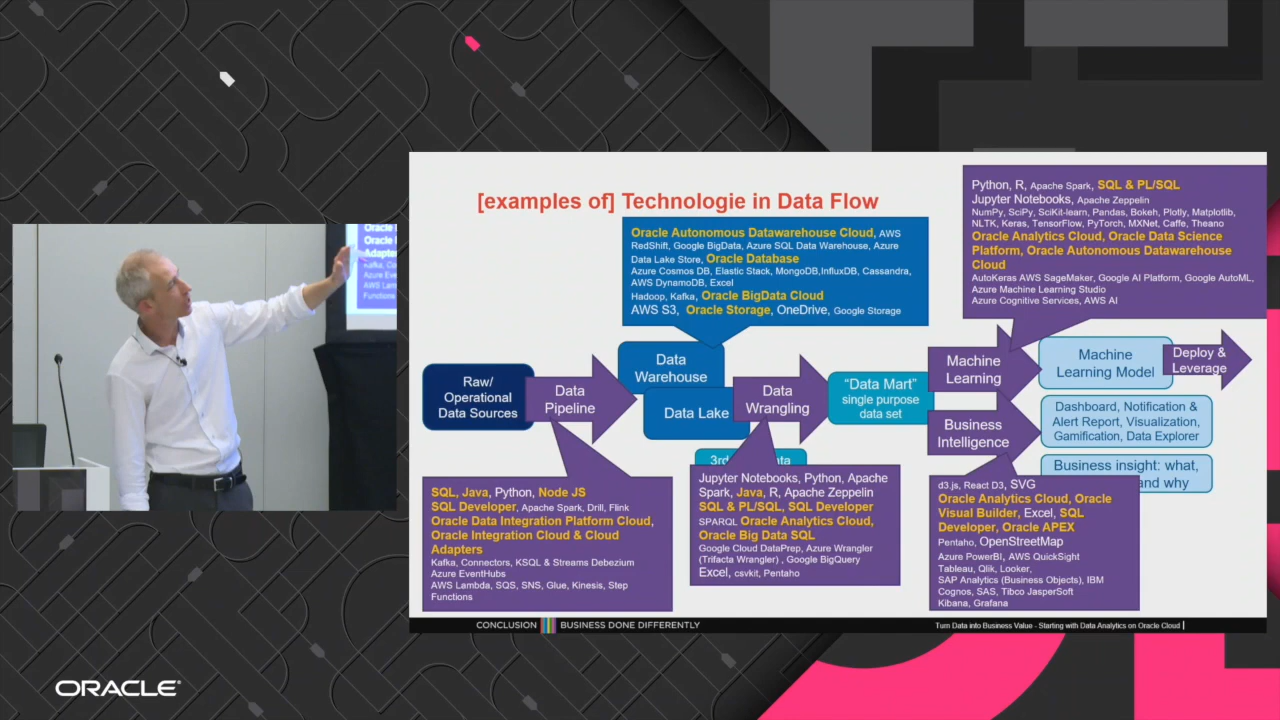 [examples of] Technologie in Data Flow
Python, R, Apache Spark, SQL & PL/SQL
Jupyter Notebooks, Apache Zeppelin
NumPy, SciPy, SciKit-learn, Pandas, Bokeh, Plotly, Matplotlib,
NLTK, Keras, TensorFlow, PyTorch, MXNet, Caffe, Theano
Oracle Analytics Cloud, Oracle Data Science
Platform, Oracle Autonomous Datawarehouse
Cloud
AutoKeras AWS SageMaker, Google AI Platform, Google AutoML,
Azure Machine Learning Studio
Azure Cognitive Services, AWS AI
Oracle Autonomous Datawarehouse Cloud, AWS
RedShift, Google BigData, Azure SQL Data Warehouse, Azure
Data Lake Store, Oracle Database
Azure Cosmos DB, Elastic Stack, MongoDB,InfluxDB, Cassandra,
AWS DynamoDB, Excel
Hadoop, Kafka, Oracle BigData Cloud
AWS S3, Oracle Storage, OneDrive, Google Storage
Raw/
Operational
Data Sources
Data
Pipeline
Data
Warehouse
Data Lake
Data
Wrangling
"Data Mart"
single purpose
data set
Machine
Learning
Machine
Learning Model
Deploy &
Leverage
Business
Intelligence
Dashboard, Notification &
Alert Report, Visualization,
Gamification, Data Explorer
Business insight: what,
and why
3rd
SQL, Java, Python, Node JS
SQL Developer, Apache Spark, Drill, Flink
Oracle Data Integration Platform Cloud,
Oracle Integration Cloud & Cloud
Adapters
Kafka, Connectors, KSQL & Streams Debezium
Azure EventHubs
AWS Lambda, SQS, SNS, Glue, Kinesis, Step
Functions
Jupyter Notebooks, Python, Apache
Spark, Java, R, Apache Zeppelin
SQL & PL/SQL, SQL Developer
SPARQL Oracle Analytics Cloud,
Oracle Big Data SQL
Google Cloud DataPrep, Azure Wrangler
(Trifacta Wrangler) , Google BigQuery
Excel, csvkit, Pentaho
d3.js, React D3, SVG
Oracle Analytics Cloud, Oracle
Visual Builder, Excel, SQL
Developer, Oracle APEX
Pentaho, OpenStreetMap
Azure PowerBI, AWS QuickSight
Tableau, Qlik, Looker,
SAP Analytics (Business Objects), IBM
Cognos, SAS, Tibco JasperSoft
Kibana, Grafana
CONCLUSION BUSINESS DONE DIFFERENTLY
Turn Data into Business Value - Starting with Data Analytics on Oracle Cloud
ORACLE